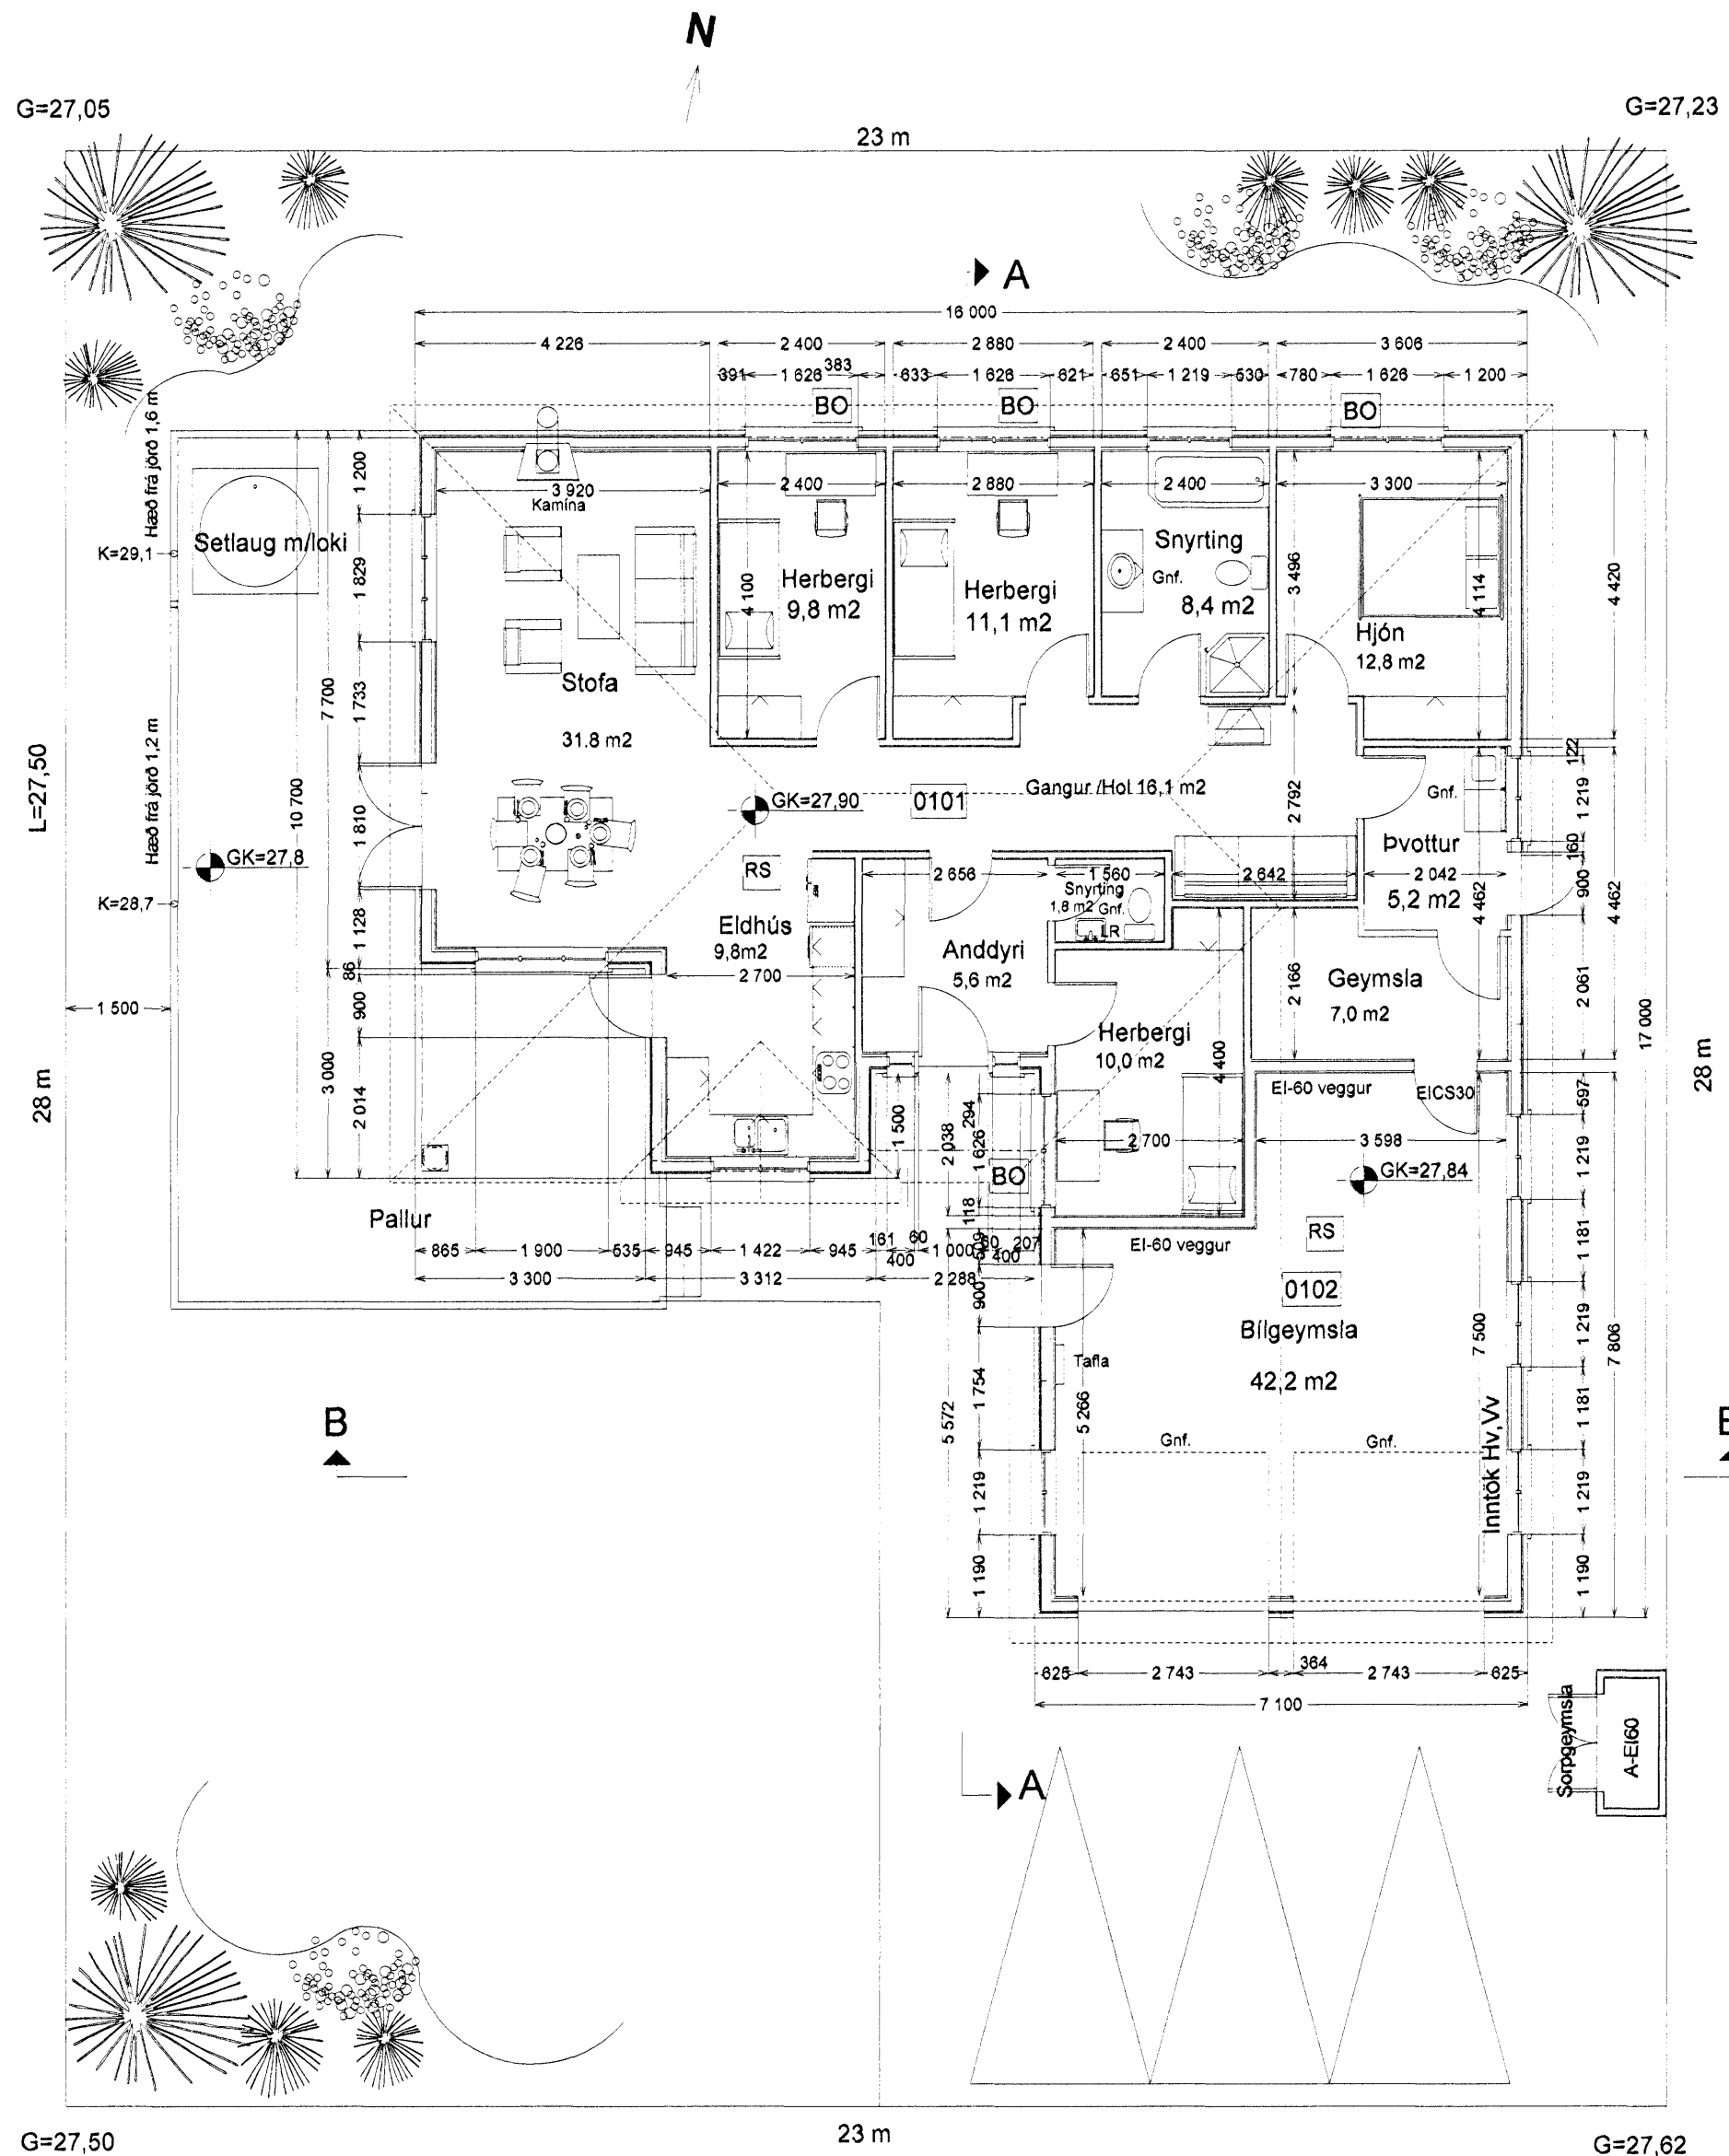 N
G=27,05
G=27,23
23 m
A
16 000
4 226
2 400
2 880
2 400
3 606
391
1 626
383
633
1 626
621
651
1 219
630
780
1 626
1 200
BO
BO
BO
Hæð frá jörð 1,6 m
K=29,1
Setlaug m/loki
1 200
1 829
1 733
7 700
10 700
3 920
Kamína
2 400
2 880
2 400
3 300
4 100
3 496
4 114
4 420
Herbergi
9,8 m2
Herbergi
11,1 m2
Snyrting
Gnf.
8,4 m2
Hjón
12,8 m2
Stofa
31.8 m2
L=27,50
Hæð frá jörð 1,2 m
GK=27,8
K=28,7
1 810
1 128
86
900
2 014
3 000
1 500
GK=27,90
0101
Gangur /Hol 16,1 m2
2 792
Gnf.
122
1 219
160
900
4 462
4 462
2 061
17 000
RS
2 656
1 560
2 642
Þvottur
2 042
5,2 m2
Snyrting
1,8 m2
Gnf.
LR
Eldhús
9,8m2
2 700
Anddyri
5,6 m2
2 166
Geymsla
7,0 m2
Herbergi
10,0 m2
4 400
28 m
28 m
EI-60 veggur
EICS30
597
1 500
2 038
294
1 626
118
BO
2 700
3 598
GK=27,84
1 219
1 181
1 219
1 181
1 219
1 190
7 806
Pallur
RS
EI-60 veggur
865
1 900
535
945
1 422
945
161
400
60
1 000
60
400
207
509
3 300
3 312
2 288
900
0102
Bílgeymsla
42,2 m2
7 500
Tafla
1 754
5 572
5 266
1 219
1 190
Gnf.
Gnf.
Inntök Hv,Vv
B
625
2 743
364
2 743
625
7 100
Sorpgeymsla
A-EI60
A
G=27,50
23 m
G=27,62